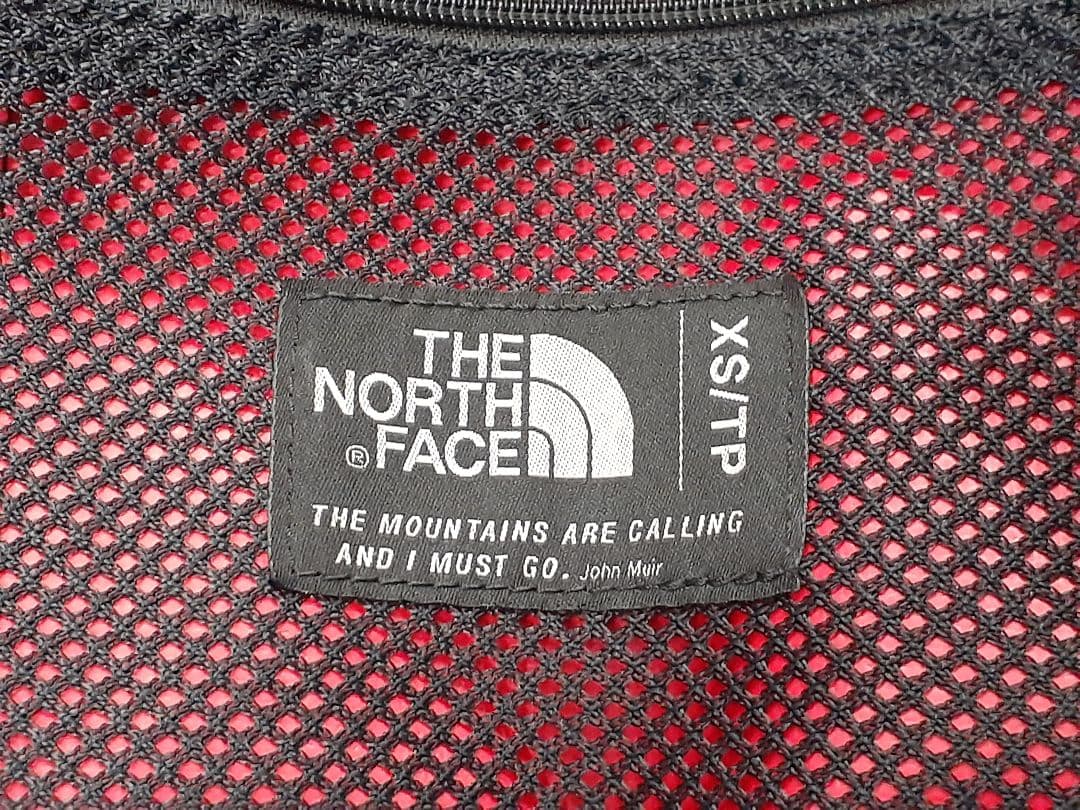 THE
NORTH
® FACE
XS/TP
THE MOUNTAINS ARE CALLING
AND I MUST GO. John Muir